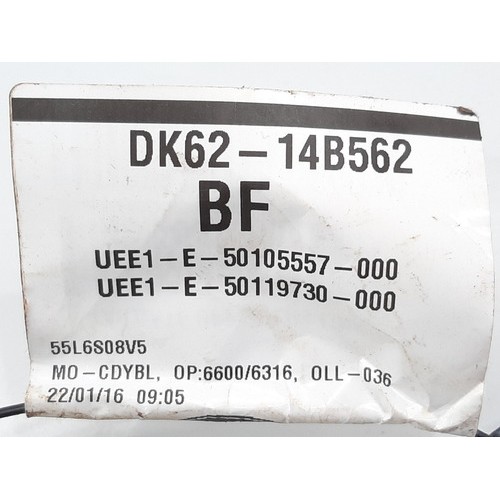 DK62-14B562
BF
UEE1-E-50105557-000
UEE1-E-50119730-000
55L6S08V5
MO-CDYBL, OP:6600/6316, OLL-036
22/01/16 09:05